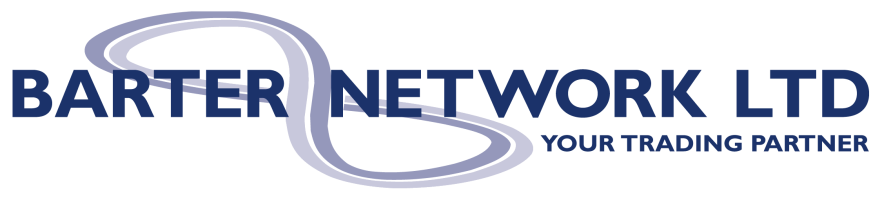 BARTER NETWORK LTD
YOUR TRADING PARTNER